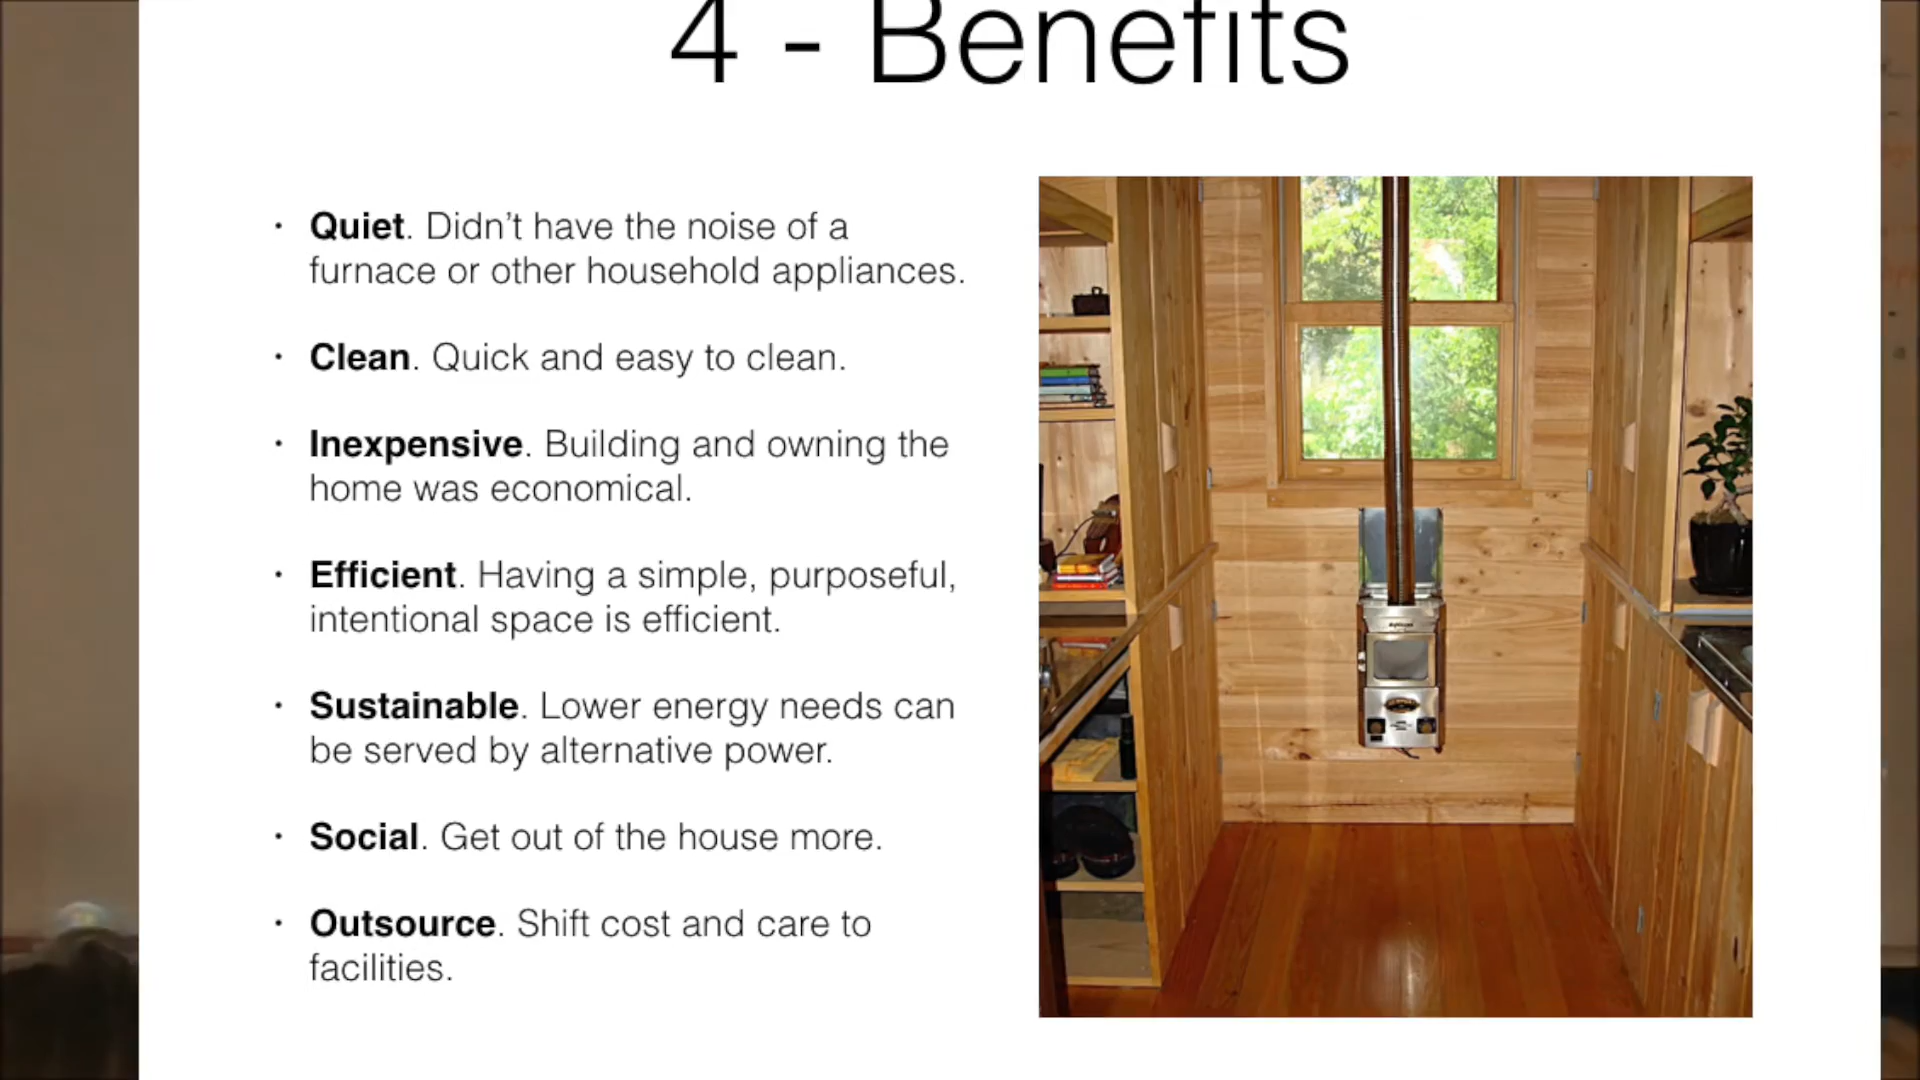 4 - Benefits
• Quiet. Didn’t have the noise of a
furnace or other household appliances.
• Clean. Quick and easy to clean.
• Inexpensive. Building and owning the
home was economical.
• Efficient. Having a simple, purposeful,
intentional space is efficient.
• Sustainable. Lower energy needs can
be served by alternative power.
• Social. Get out of the house more.
• Outsource. Shift cost and care to
facilities.